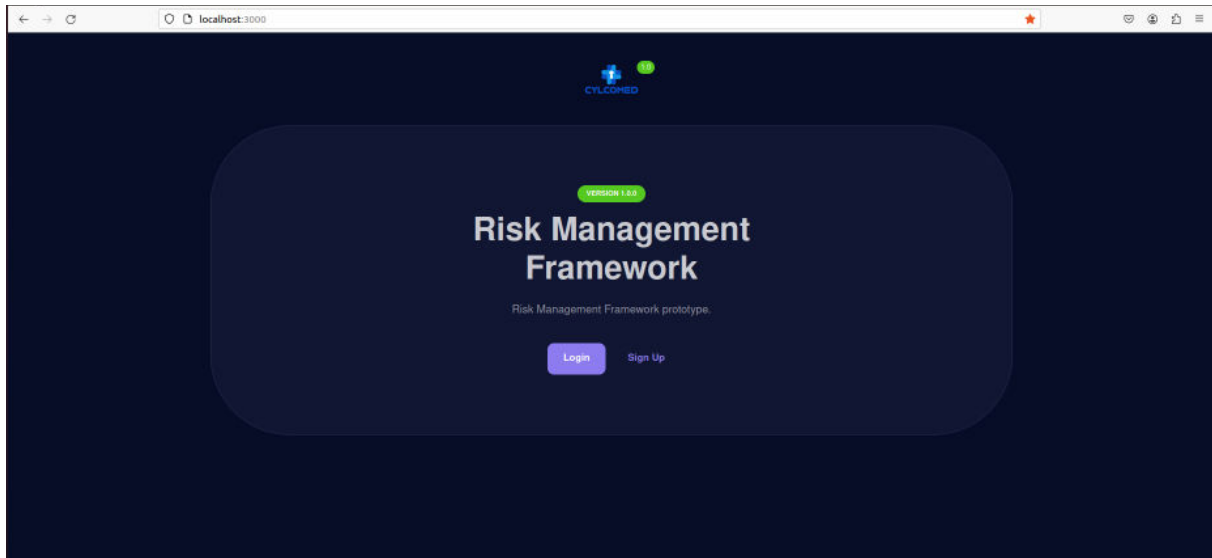 localhost:3000
1.0
CYLCOMED
VERSION 1.0.0
Risk Management
Framework
Risk Management Framework prototype.
Login
Sign Up